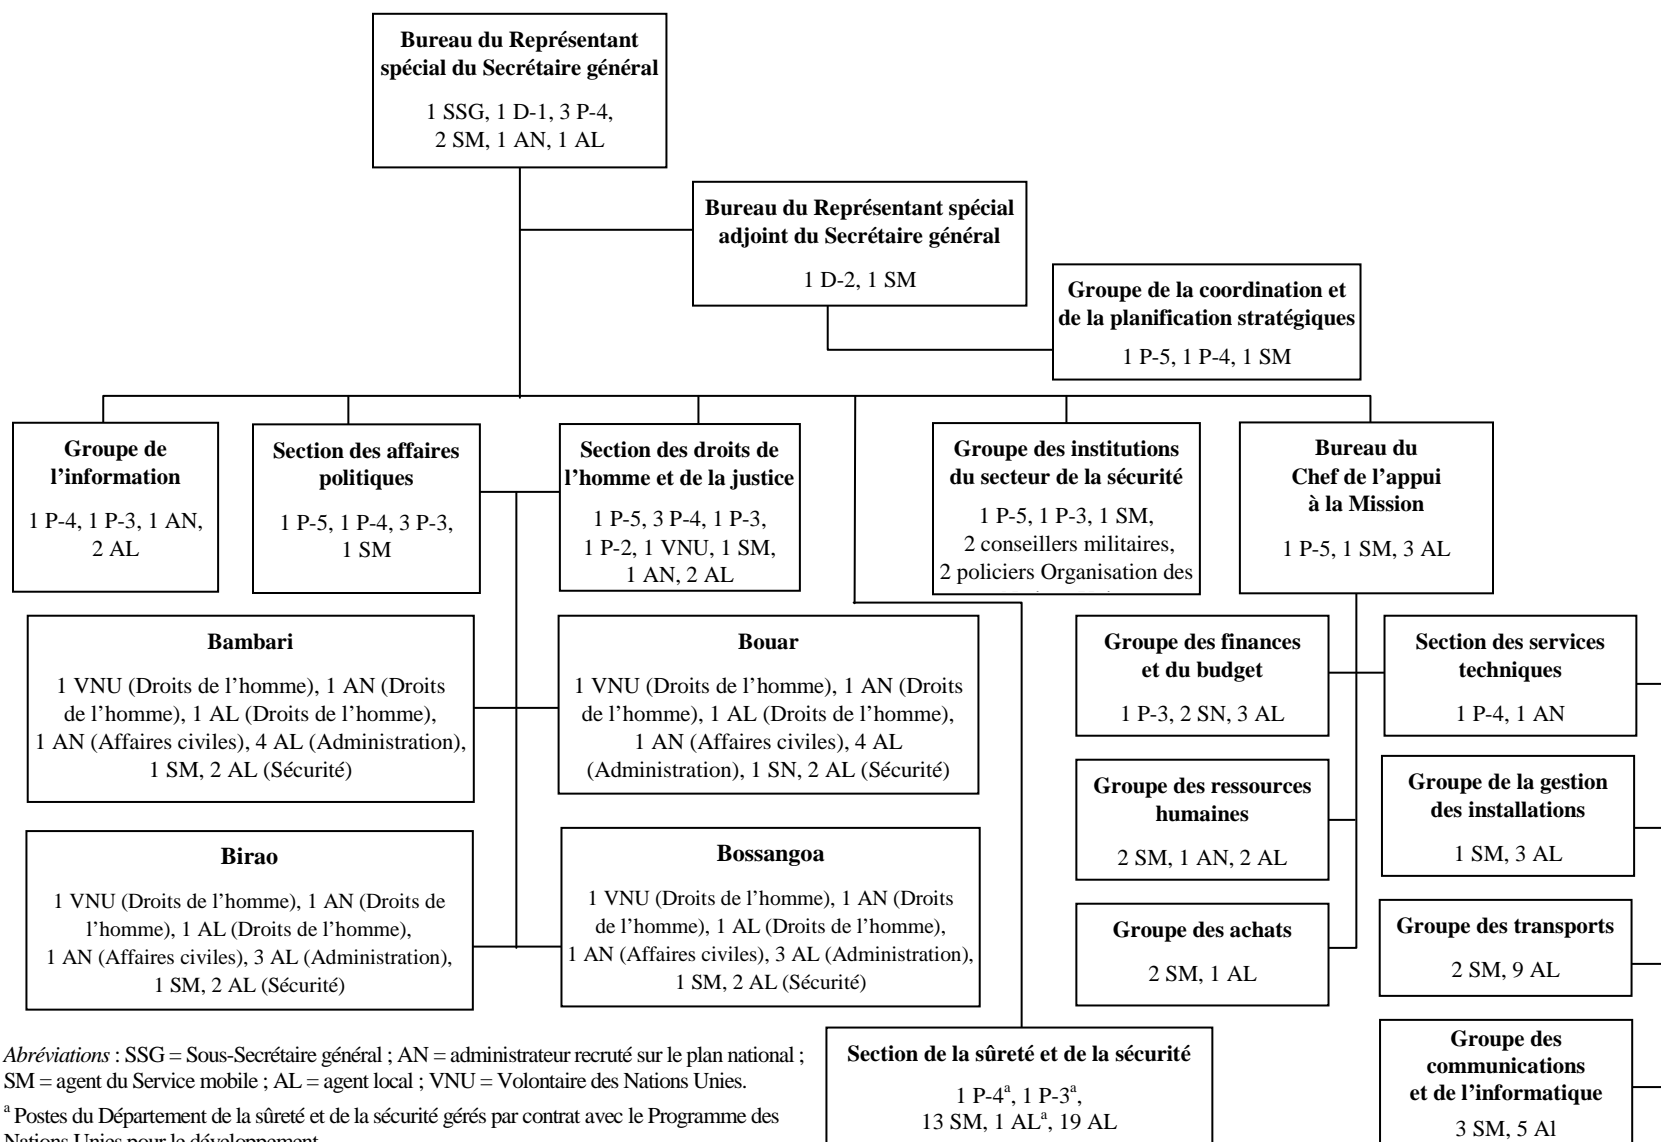 Bureau du Représentant
spécial du Secrétaire général
1 SSG, 1 D-1, 3 P-4,
2 SM, 1 AN, 1 AL
Bureau du Représentant spécial
adjoint du Secrétaire général
1 D-2, 1 SM
Groupe de la coordination et
de la planification stratégiques
1 P-5, 1 P-4, 1 SM
Groupe de
l'information
1 P-4, 1 P-3, 1 AN,
2 AL
Section des affaires
politiques
1 P-5, 1 P-4, 3 P-3,
1 SM
Section des droits de
l'homme et de la justice
1 P-5, 3 P-4, 1 P-3,
1 P-2, 1 VNU, 1 SM,
1 AN, 2 AL
Groupe des institutions
du secteur de la sécurité
1 P-5, 1 P-3, 1 SM,
2 conseillers militaires,
2 policiers Organisation des
Bureau du
Chef de l'appui
à la Mission
1 P-5, 1 SM, 3 AL
Bambari
1 VNU (Droits de l'homme), 1 AN (Droits
de l'homme), 1 AL (Droits de l'homme),
1 AN (Affaires civiles), 4 AL (Administration),
1 SM, 2 AL (Sécurité)
Bouar
1 VNU (Droits de l'homme), 1 AN (Droits
de l'homme), 1 AL (Droits de l'homme),
1 AN (Affaires civiles), 4 AL
(Administration), 1 SN, 2 AL (Sécurité)
Groupe des finances
et du budget
1 P-3, 2 SN, 3 AL
Section des services
techniques
1 P-4, 1 AN
Groupe des ressources
humaines
2 SM, 1 AN, 2 AL
Groupe de la gestion
des installations
1 SM, 3 AL
Birao
1 VNU (Droits de l'homme), 1 AN (Droits de
l'homme), 1 AL (Droits de l'homme),
1 AN (Affaires civiles), 3 AL (Administration),
1 SM, 2 AL (Sécurité)
Bossangoa
1 VNU (Droits de l'homme), 1 AN (Droits
de l'homme), 1 AL (Droits de l'homme),
1 AN (Affaires civiles), 3 AL (Administration),
1 SM, 2 AL (Sécurité)
Groupe des achats
2 SM, 1 AL
Groupe des transports
2 SM, 9 AL
Section de la sûreté et de la sécurité
1 P-4a, 1 P-3a,
13 SM, 1 ALa, 19 AL
Groupe des
communications
et de l'informatique
3 SM, 5 Al
Abréviations : SSG = Sous-Secrétaire général ; AN = administrateur recruté sur le plan national ;
SM = agent du Service mobile ; AL = agent local ; VNU = Volontaire des Nations Unies.
a Postes du Département de la sûreté et de la sécurité gérés par contrat avec le Programme des
Nations Unies pour le développement